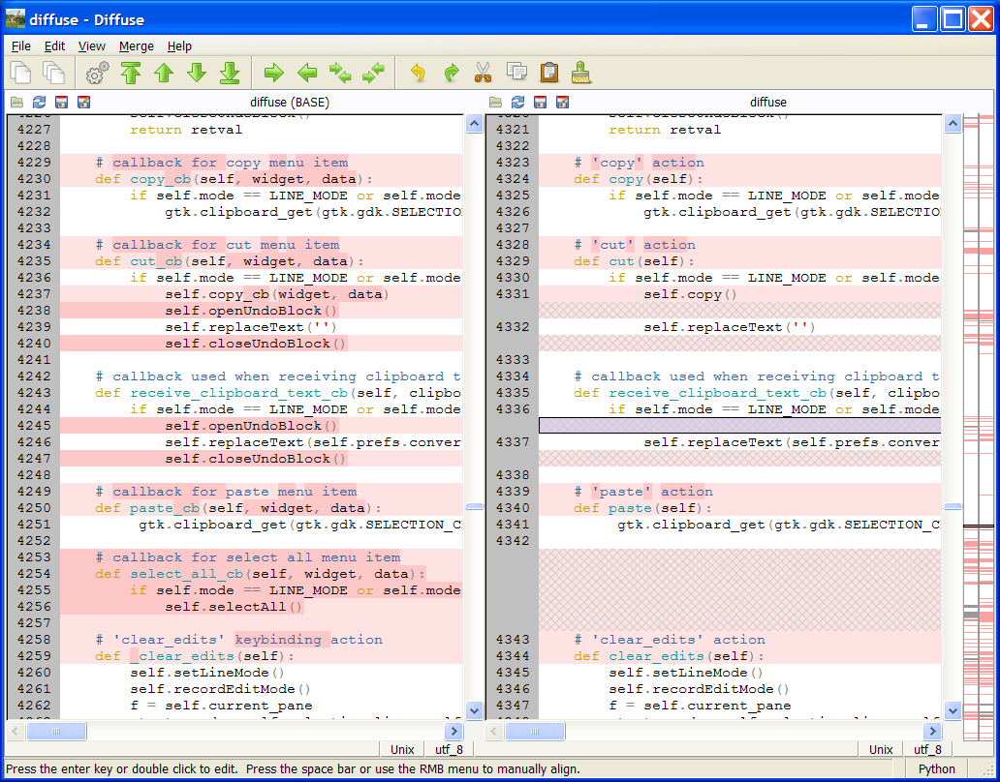 diffuse - Diffuse
File Edit View Merge Help
diffuse (BASE)
4227 return retval
4228
4229 # callback for copy menu item
4230 def copy_cb(self, widget, data):
4231 if self.mode == LINE_MODE or self.mode
4232 gtk.clipboard_get(gtk.gdk.SELECTION
4233
4234 # callback for cut menu item
4235 def cut_cb(self, widget, data):
4236 if self.mode == LINE_MODE or self.mode
4237 self.copy_cb(widget, data)
4238 self.openUndoBlock()
4239 self.replaceText('')
4240 self.closeUndoBlock()
4241
4242 # callback used when receiving clipboard t
4243 def receive_clipboard_text_cb(self, clipbo
4244 if self.mode == LINE_MODE or self.mode
4245 self.openUndoBlock()
4246 self.replaceText(self.prefs.conver
4247 self.closeUndoBlock()
4248
4249 # callback for paste menu item
4250 def paste_cb(self, widget, data):
4251 gtk.clipboard_get(gtk.gdk.SELECTION_C
4252
4253 # callback for select all menu item
4254 def select_all_cb(self, widget, data):
4255 if self.mode == LINE_MODE or self.mode
4256 self.selectAll()
4257
4258 # 'clear_edits' keybinding action
4259 def _clear_edits(self):
4260 self.setLineMode()
4261 self.recordEditMode()
4262 f = self.current_pane
Unix utf_8
diffuse
4321 return retval
4322
4323 # 'copy' action
4324 def copy(self):
4325 if self.mode == LINE_MODE or self.mode
4326 gtk.clipboard_get(gtk.gdk.SELECTION
4327
4328 # 'cut' action
4329 def cut(self):
4330 if self.mode == LINE_MODE or self.mode
4331 self.copy()
4332 self.replaceText('')
4333
4334 # callback used when receiving clipboard t
4335 def receive_clipboard_text_cb(self, clipbo
4336 if self.mode == LINE_MODE or self.mode
4337 self.replaceText(self.prefs.conver
4338
4339 # 'paste' action
4340 def paste(self):
4341 gtk.clipboard_get(gtk.gdk.SELECTION_C
4342
4343 # 'clear_edits' action
4344 def clear_edits(self):
4345 self.setLineMode()
4346 self.recordEditMode()
4347 f = self.current_pane
Unix utf_8
Press the enter key or double click to edit. Press the space bar or use the RMB menu to manually align.
Python